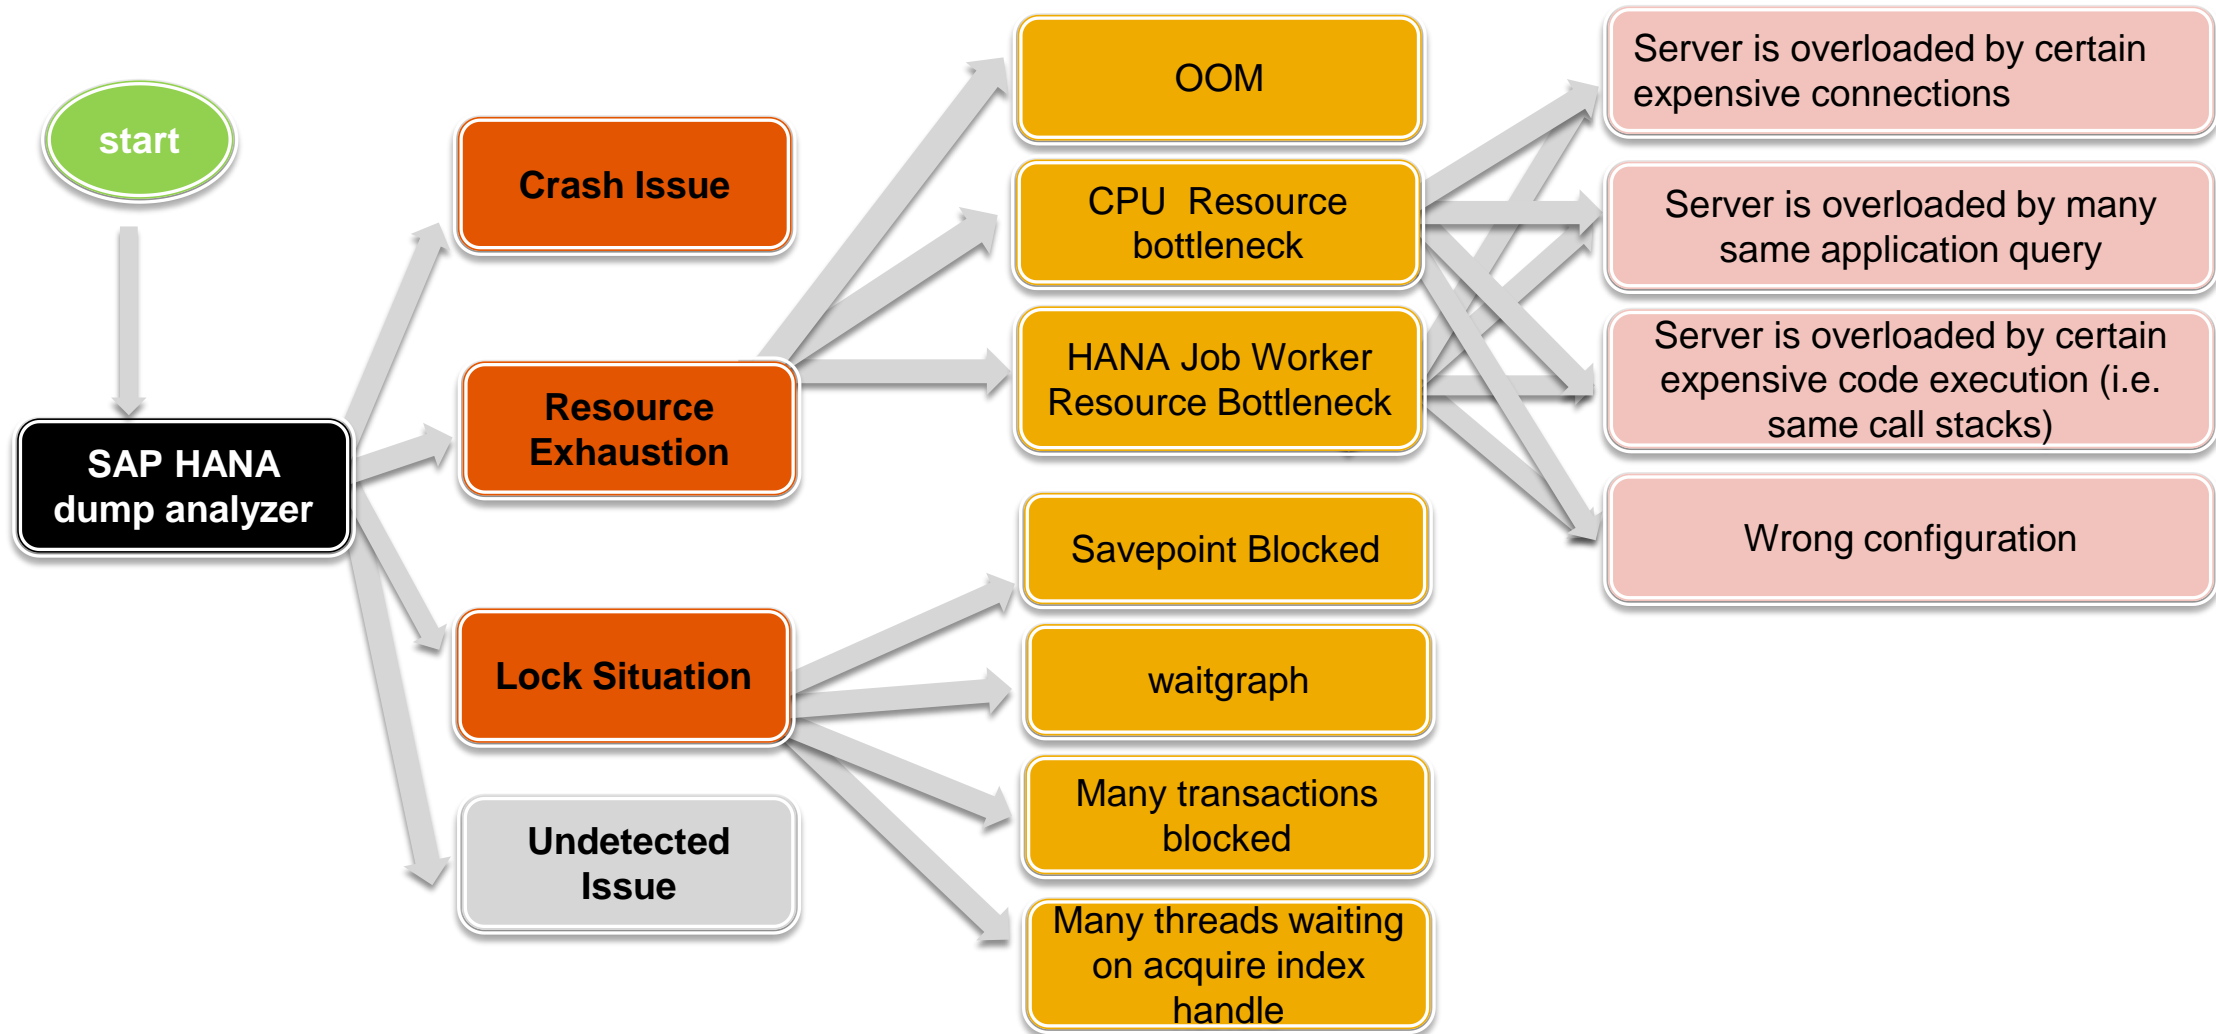 start
SAP HANA
dump analyzer
Crash Issue
Resource
Exhaustion
Lock Situation
Undetected
Issue
OOM
CPU  Resource
bottleneck
HANA Job Worker
Resource Bottleneck
Savepoint Blocked
waitgraph
Many transactions
blocked
Many threads waiting
on acquire index
handle
Server is overloaded by certain
expensive connections
Server is overloaded by many
same application query
Server is overloaded by certain
expensive code execution (i.e.
same call stacks)
Wrong configuration